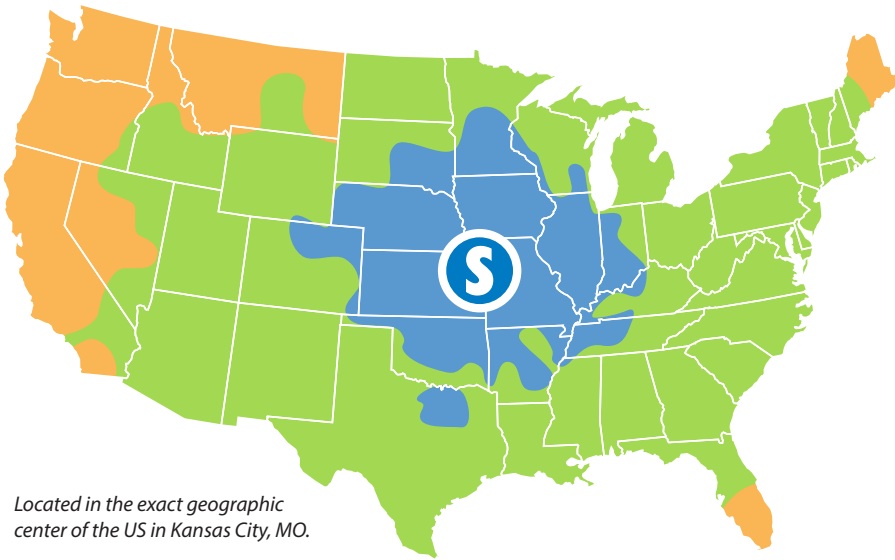 S
Located in the exact geographic
center of the US in Kansas City, MO.